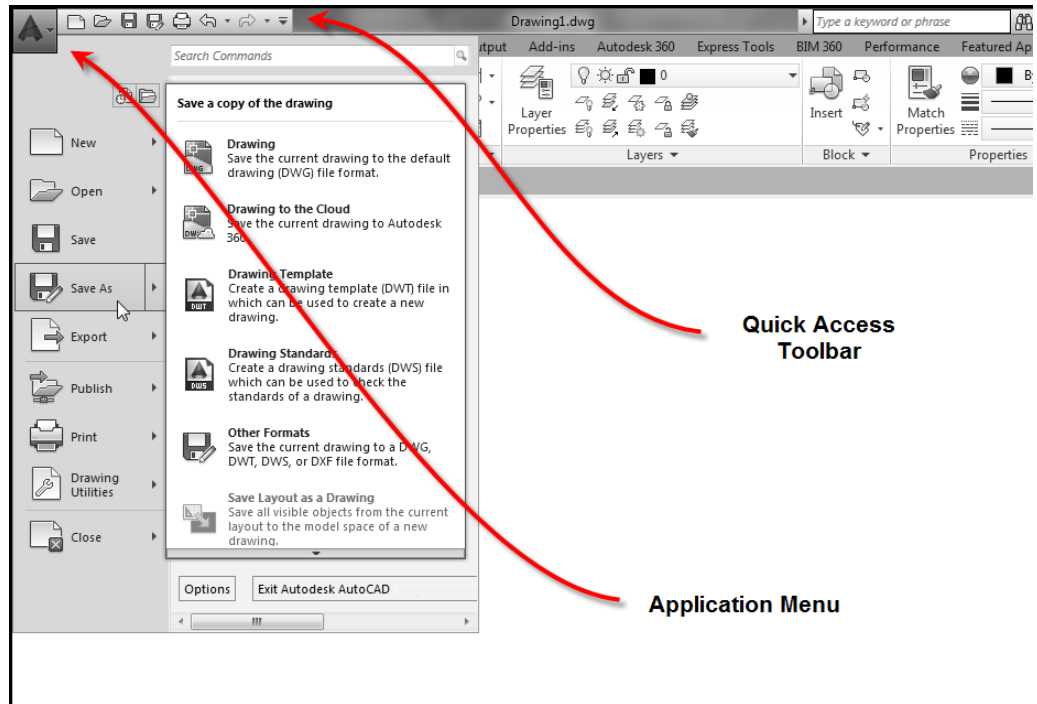 Drawing1.dwg
Type a keyword or phrase
Search Commands
Add-ins Autodesk 360 Express Tools BIM 360 Performance Featured Ap
Save a copy of the drawing
New
Open
Save
Save As
Export
Publish
Print
Drawing
Utilities
Close
Drawing
Save the current drawing to the default
drawing (DWG) file format.
Drawing to the Cloud
Save the current drawing to Autodesk
360.
Drawing Template
Create a drawing template (DWT) file in
which can be used to create a new
drawing.
Drawing Standards
Create a drawing standards (DWS) file
which can be used to check the
standards of a drawing.
Other Formats
Save the current drawing to a DWG,
DWT, DWS, or DXF file format.
Save Layout as a Drawing
Save all visible objects from the current
layout to the model space of a new
drawing.
Options
Exit Autodesk AutoCAD
0
Layer
Properties
Layers
Insert
Block
Match
Properties
Properties
DWG
DWT
DWS
Quick Access
Toolbar
Application Menu